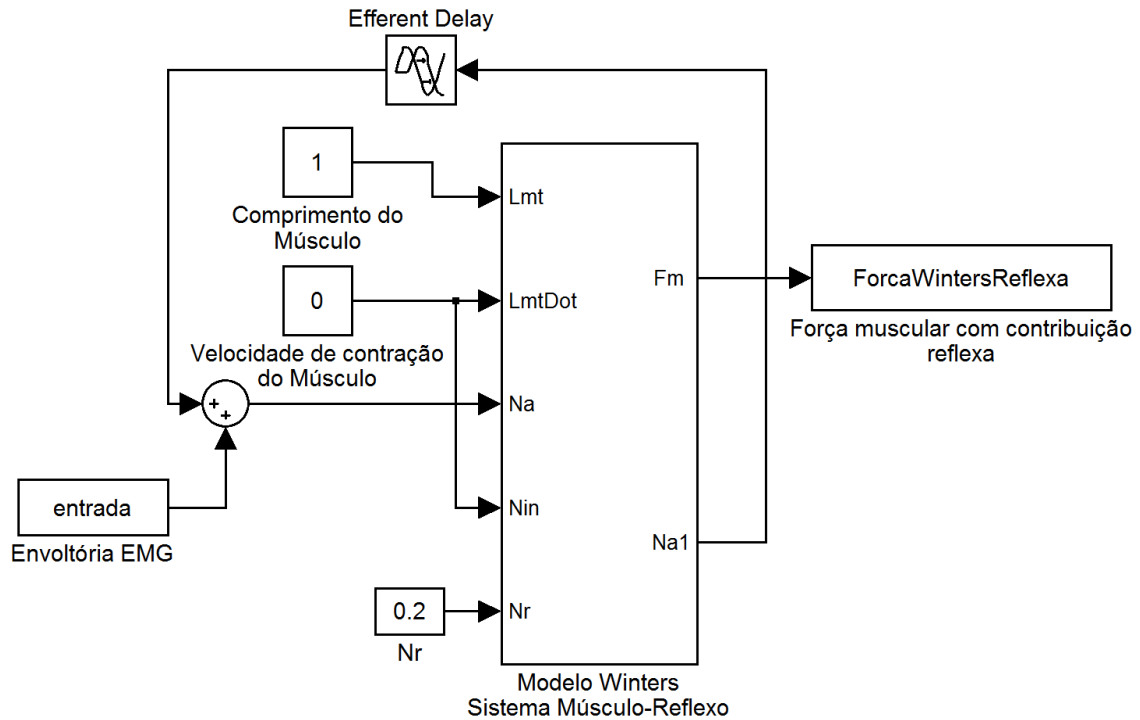 Efferent Delay
1
Lmt
Comprimento do
Músculo
Fm
ForcaWintersReflexa
0
LmtDot
Força muscular com contribuição
reflexa
Velocidade de contração
do Músculo
+
+
Na
entrada
Nin
Envoltória EMG
Na1
0.2
Nr
Nr
Modelo Winters
Sistema Músculo-Reflexo